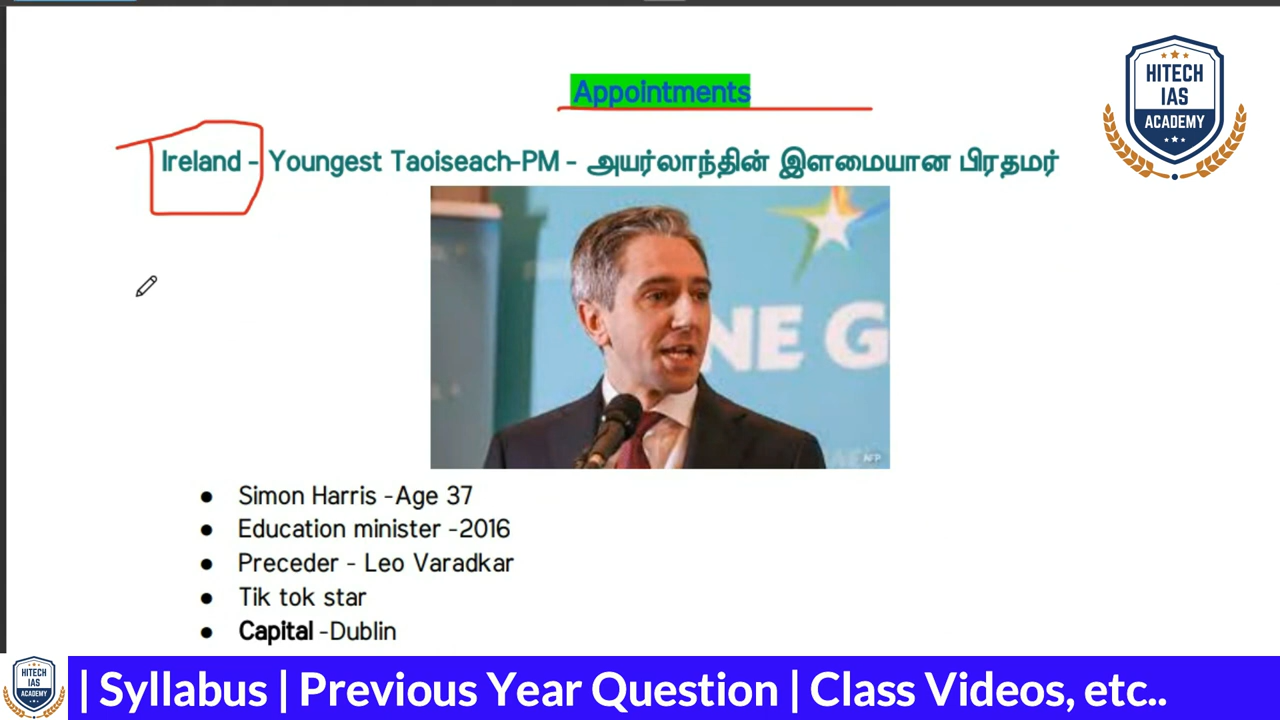 Appointments
HITECH
IAS
ACADEMY
Ireland - Youngest Taoiseach-PM - அயர்லாந்தின் இளமையான பிரதமர்
NE G
AFP
● Simon Harris -Age 37
● Education minister -2016
● Preceder - Leo Varadkar
● Tik tok star
● Capital -Dublin
HITECH
IAS
ACADEMY
| Syllabus | Previous Year Question | Class Videos, etc..